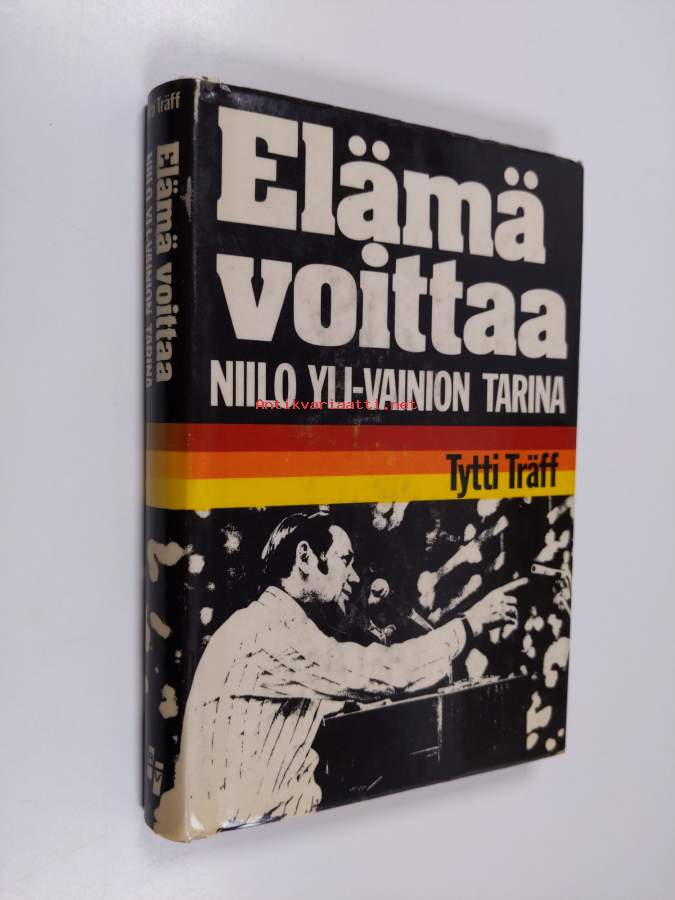 Elämä
voittaa
NIILO YLI-VAINION TARINA
Antikvariaatti.net
Tytti Träff
Träff
Elämä voittaa
NIILO YLI-VAINION TARINA